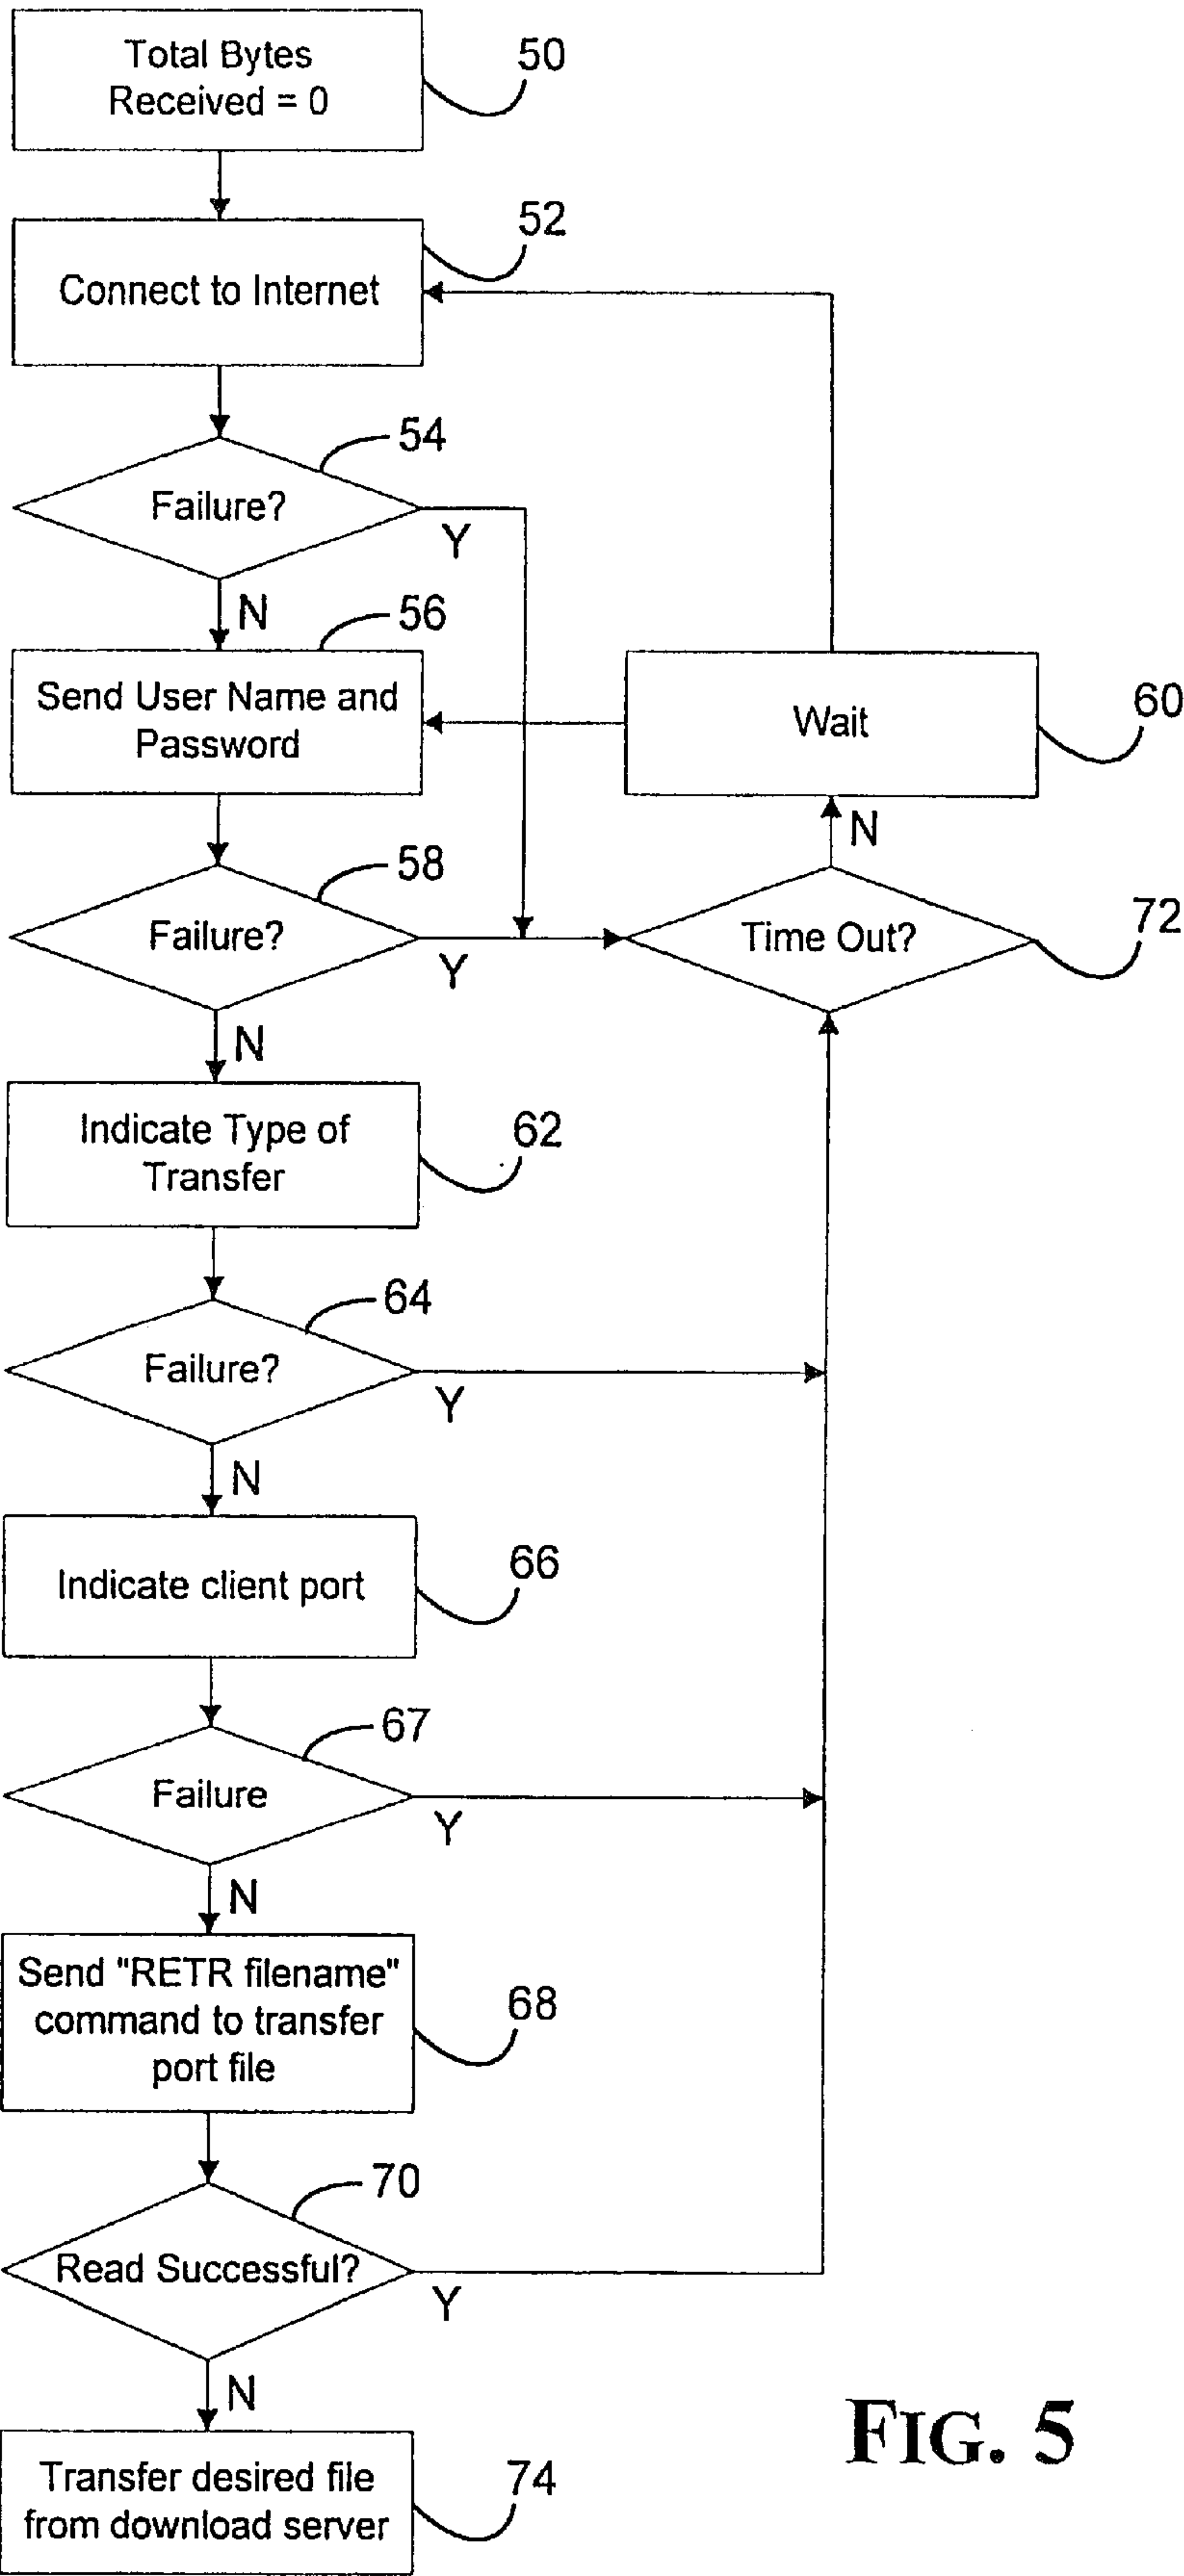 Total Bytes
Received = 0
50
52
Connect to Internet
54
Failure?
Y
N
56
Send User Name and
Password
Wait
60
N
58
Failure?
Y
Time Out?
72
N
Indicate Type of
Transfer
62
64
Failure?
Y
N
Indicate client port
66
67
Failure
Y
N
Send "RETR filename"
command to transfer
port file
68
70
Read Successful?
Y
N
Transfer desired file
from download server
74
FIG. 5